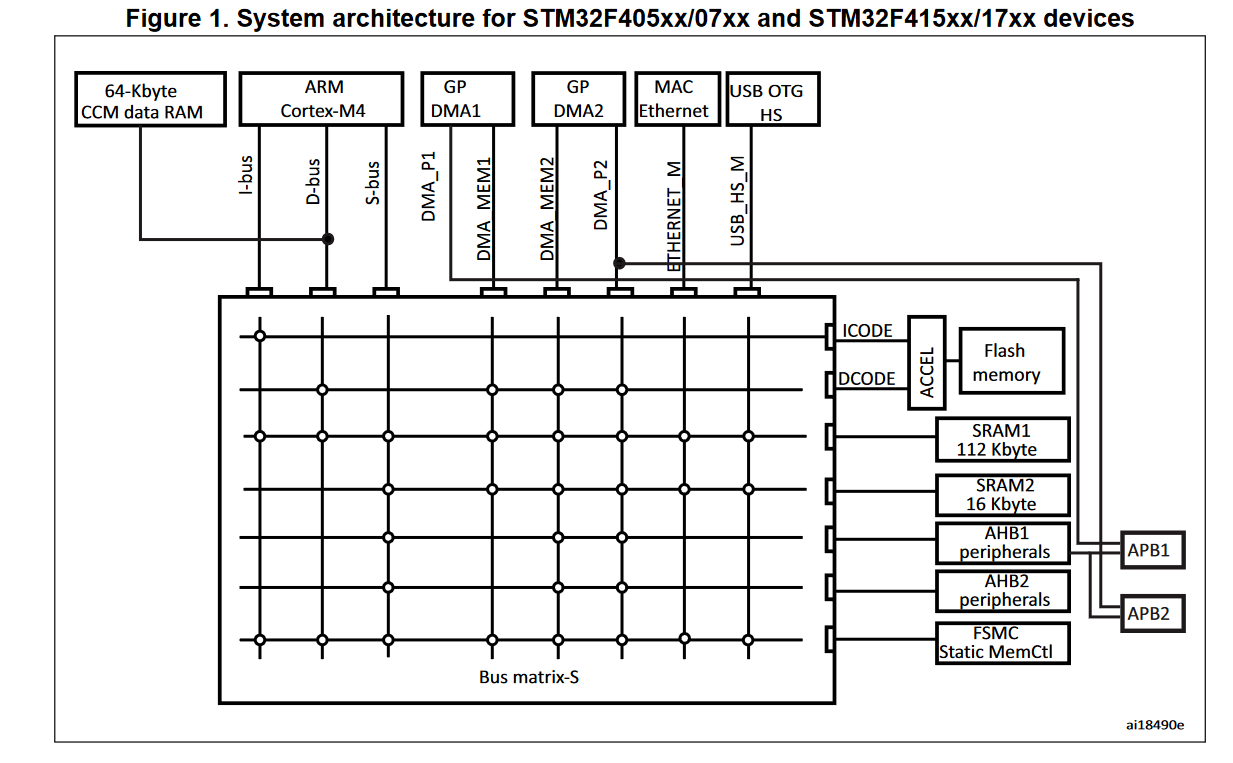 Figure 1. System architecture for STM32F405xx/07xx and STM32F415xx/17xx devices
64-Kbyte
CCM data RAM
ARM
Cortex-M4
GP
DMA1
GP
DMA2
MAC
Ethernet
USB OTG
HS
I-bus
D-bus
S-bus
DMA_P1
DMA_MEM1
DMA_MEM2
DMA_P2
ETHERNET_M
USB_HS_M
ICODE
DCODE
ACCEL
Flash
memory
SRAM1
112 Kbyte
SRAM2
16 Kbyte
AHB1
peripherals
AHB2
peripherals
FSMC
Static MemCtl
APB1
APB2
Bus matrix-S
ai18490e